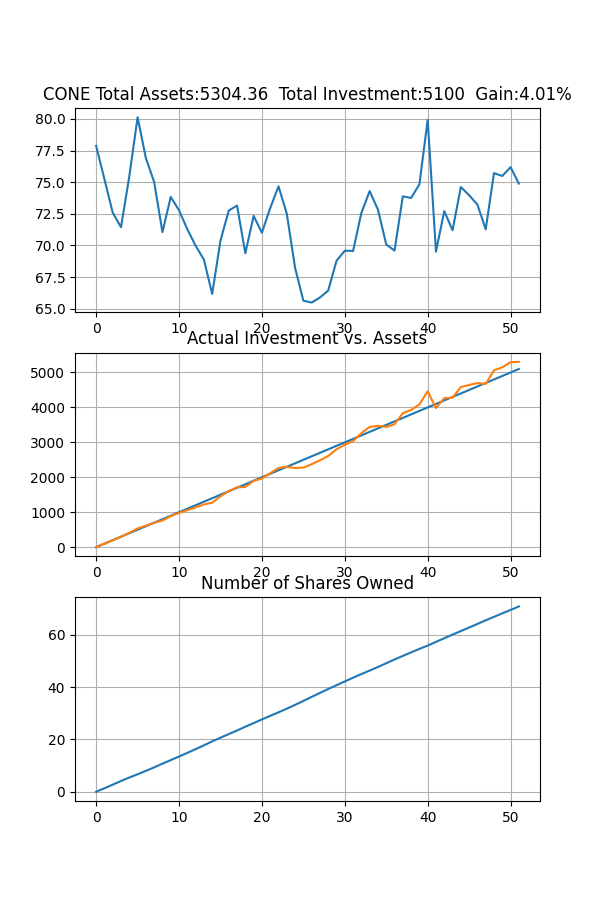 CONE Total Assets:5304.36  Total Investment:5100  Gain:4.01%
80.0
77.5
75.0
72.5
70.0
67.5
65.0
0 10 20 30 40 50
Actual Investment vs. Assets
5000
4000
3000
2000
1000
0
0 10 20 30 40 50
Number of Shares Owned
60
40
20
0
0 10 20 30 40 50